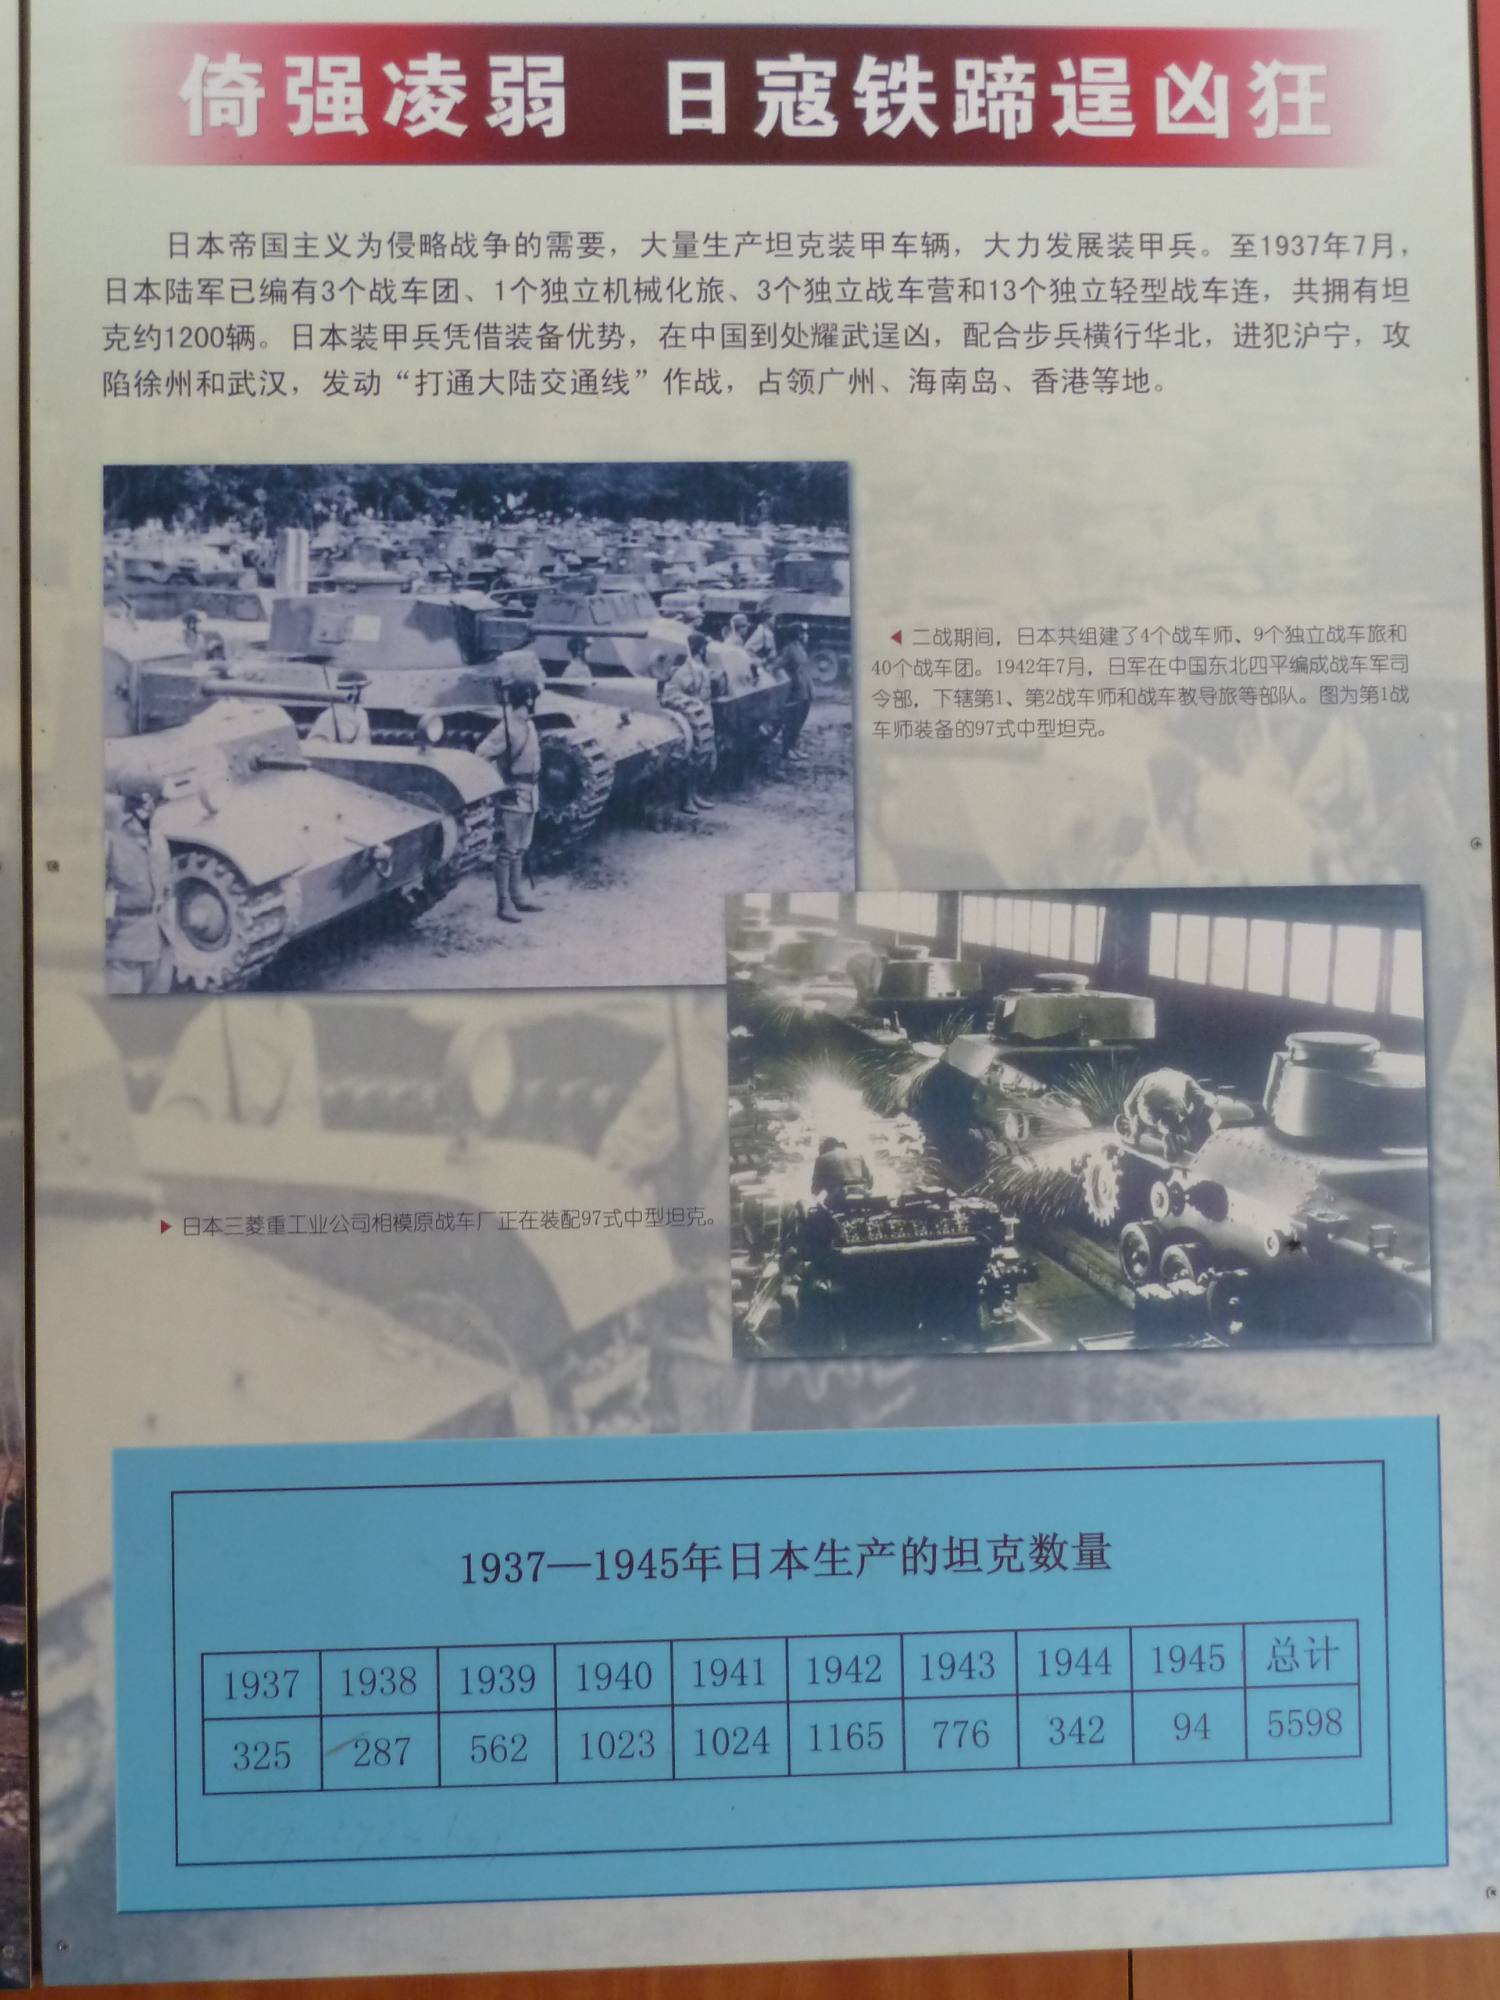 倚强凌弱 日寇铁蹄逞凶狂
日本帝国主义为侵略战争的需要，大量生产坦克装甲车辆，大力发展装甲兵。至1937年7月，
日本陆军已编有3个战车团、1个独立机械化旅、3个独立战车营和13个独立轻型战车连，共拥有坦
克约1200辆。日本装甲兵凭借装备优势，在中国到处耀武逞凶，配合步兵横行华北，进犯沪宁，攻
陷徐州和武汉，发动“打通大陆交通线”作战，占领广州、海南岛、香港等地。
◀ 二战期间，日本共组建了4个战车师、9个独立战车旅和
40个战车团。1942年7月，日军在中国东北四平编成战车军司
令部，下辖第1、第2战车师和战车教导旅等部队。图为第1战
车师装备的97式中型坦克。
▶ 日本三菱重工业公司相模原战车厂正在装配97式中型坦克。
1937—1945年日本生产的坦克数量
1937 1938 1939 1940 1941 1942 1943 1944 1945 总计
325 287 562 1023 1024 1165 776 342 94 5598